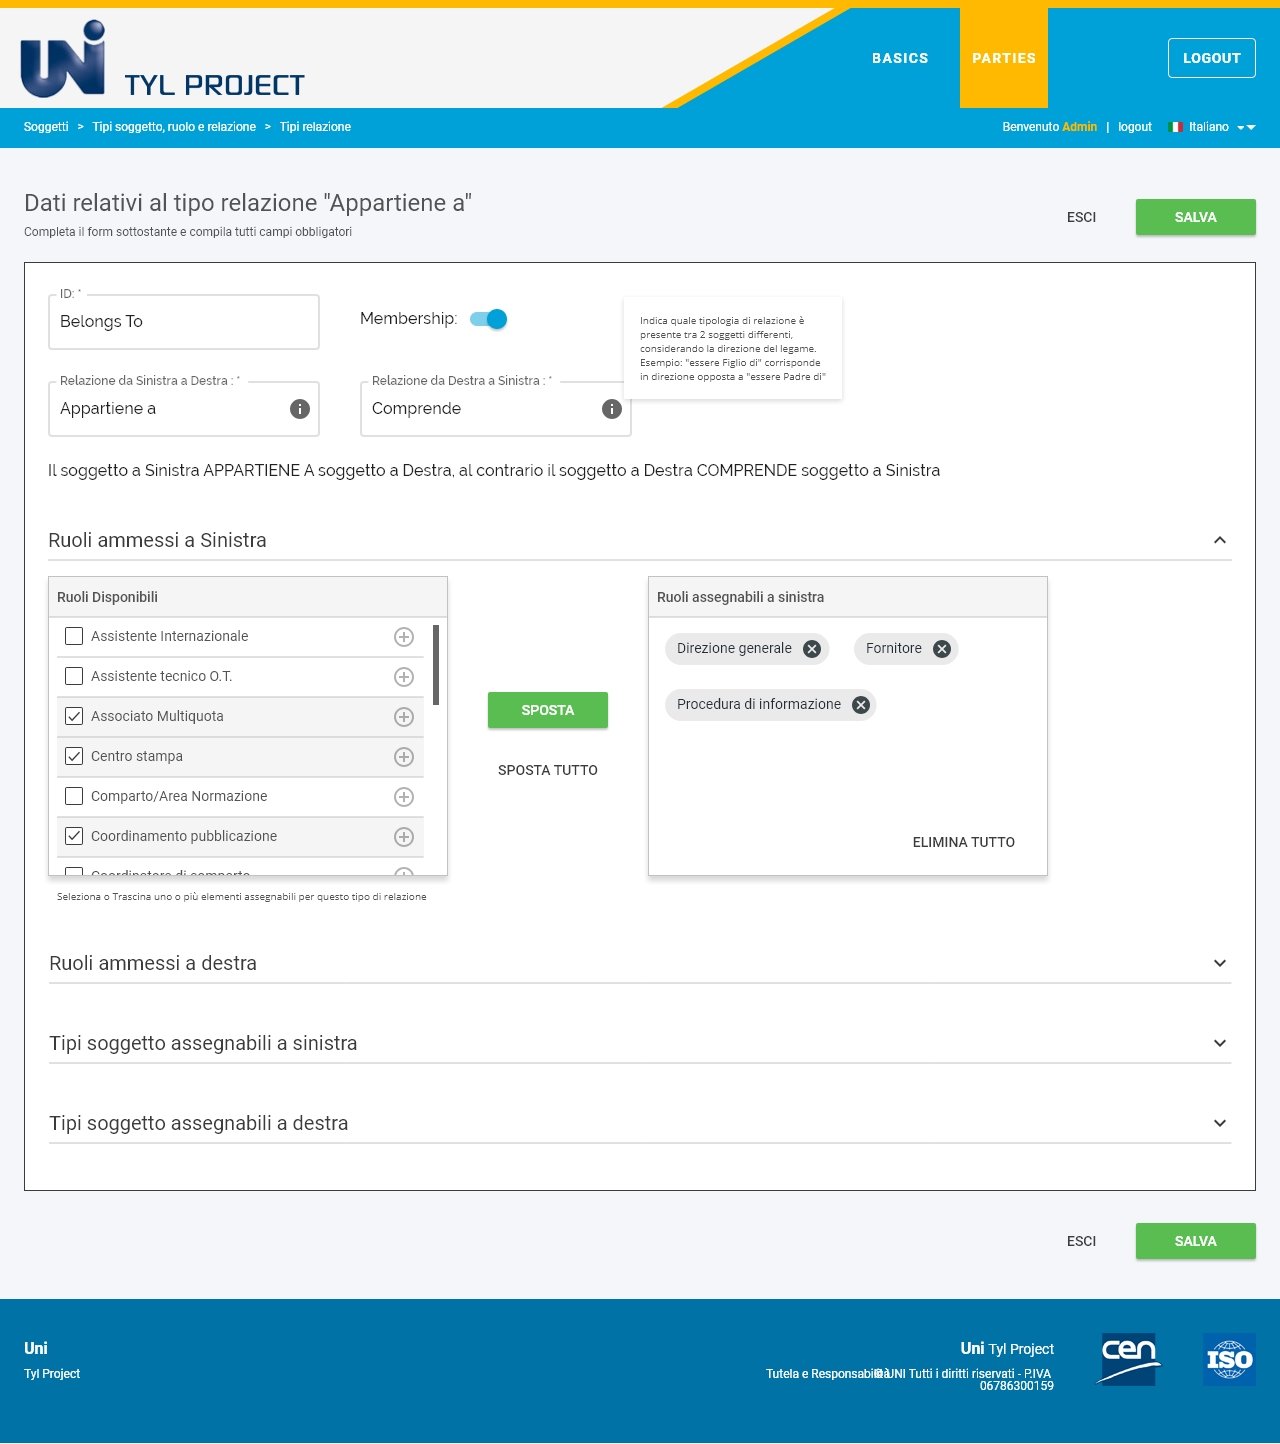 UNI TYL PROJECT
BASICS PARTIES LOGOUT
Soggetti > Tipi soggetto, ruolo e relazione > Tipi relazione
Benvenuto Admin | logout Italiano
Dati relativi al tipo relazione "Appartiene a"
Completa il form sottostante e compila tutti campi obbligatori
ESCI SALVA
ID: *
Belongs To
Membership:
Indica quale tipologia di relazione è
presente tra 2 soggetti differenti,
considerando la direzione del legame.
Esempio: "essere Figlio di" corrisponde
in direzione opposta a "essere Padre di"
Relazione da Sinistra a Destra : *
Appartiene a
Relazione da Destra a Sinistra : *
Comprende
Il soggetto a Sinistra APPARTIENE A soggetto a Destra, al contrario il soggetto a Destra COMPRENDE soggetto a Sinistra
Ruoli ammessi a Sinistra
Ruoli Disponibili
Assistente Internazionale
Assistente tecnico O.T.
Associato Multiquota
Centro stampa
Comparto/Area Normazione
Coordinamento pubblicazione
Coordinatore di comparto
Seleziona o Trascina uno o più elementi assegnabili per questo tipo di relazione
SPOSTA
SPOSTA TUTTO
Ruoli assegnabili a sinistra
Direzione generale
Fornitore
Procedura di informazione
ELIMINA TUTTO
Ruoli ammessi a destra
Tipi soggetto assegnabili a sinistra
Tipi soggetto assegnabili a destra
ESCI SALVA
Uni
Tyl Project
Uni Tyl Project
Tutela e Responsabilità
© UNI Tutti i diritti riservati - P.IVA
06786300159
cen
ISO